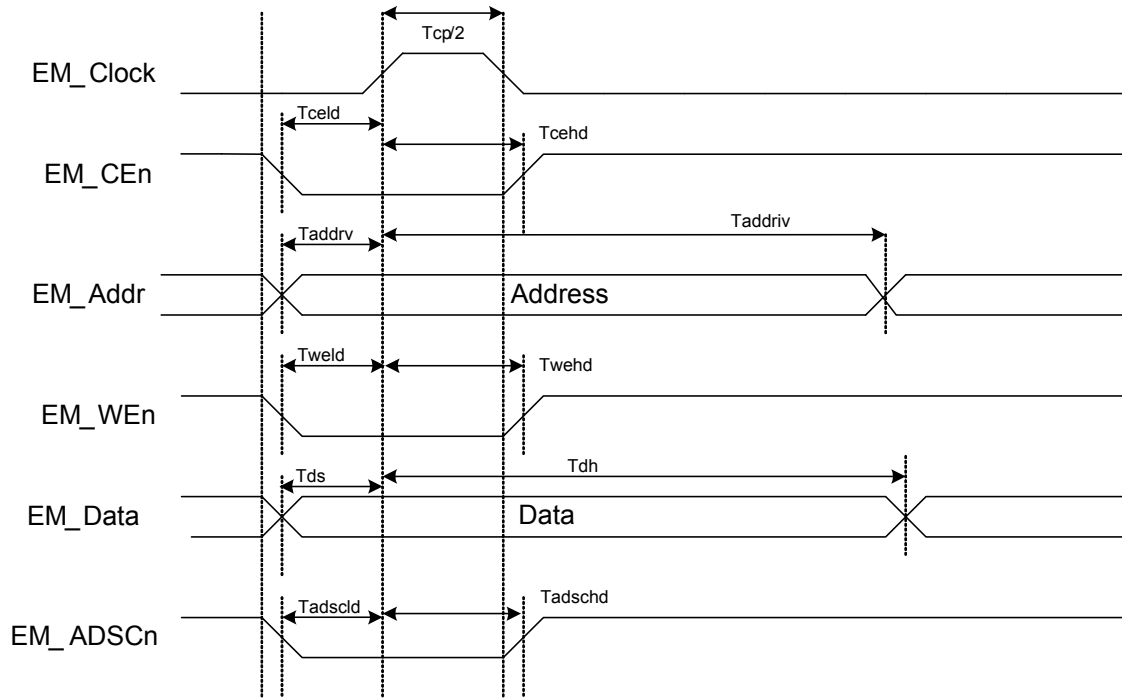 Tcp/2
EM_Clock
Tceld
Tcehd
EM_CEn
Taddrv
Taddriv
EM_Addr
Address
Tweld
Twehd
EM_WEn
Tds
Tdh
EM_Data
Data
Tadscld
Tadschd
EM_ADSCn